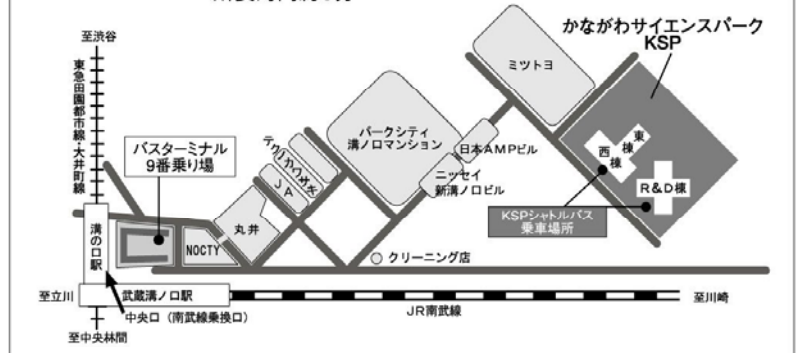 至渋谷
東急田園都市線・大井町線
バスターミナル
9番乗り場
溝の口駅
NOCTY
丸井
JA
パークシティ
溝ノ口マンション
ニッセイ
新溝ノ口ビル
日本AMPビル
ミツトヨ
かながわサイエンスパーク
KSP
西棟
東棟
R&D棟
KSPシャトルバス
乗車場所
クリーニング店
至立川
武蔵溝ノ口駅
JR南武線
至川崎
中央口(南武線乗換口)
至中央林間